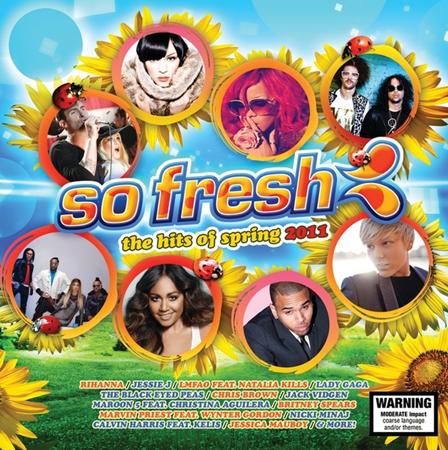 so fresh
the hits of spring 2011
RIHANNA / JESSIE J / LMFAO FEAT. NATALIA KILLS / LADY GAGA
THE BLACK EYED PEAS / CHRIS BROWN / JACK VIDGEN
MAROON 5 FEAT. CHRISTINA AGUILERA / BRITNEY SPEARS
MARVIN PRIEST FEAT. WYNTER GORDON / NICKI MINAJ
CALVIN HARRIS FEAT. KELIS / JESSICA MAUBOY / & MORE!
WARNING
MODERATE impact
coarse language
and/or themes.